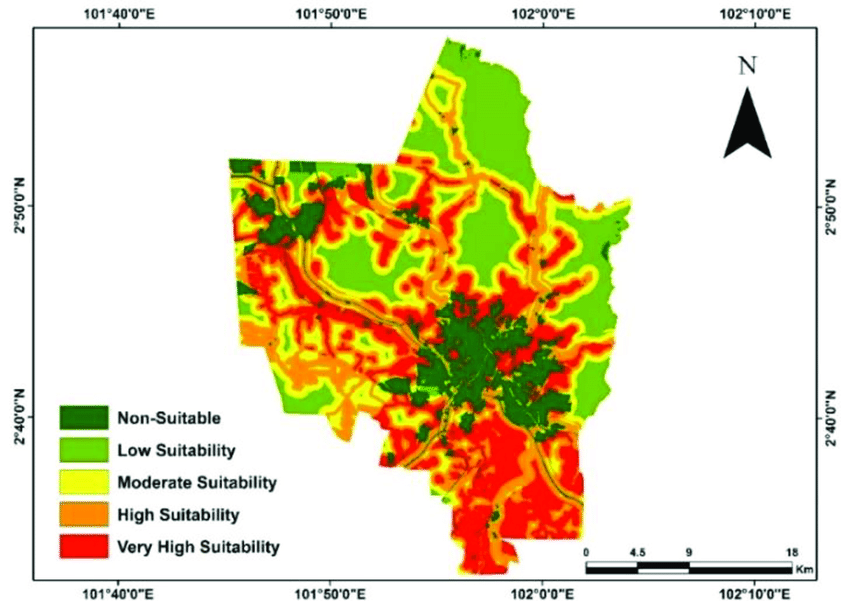 101°40'0"E 101°50'0"E 102°0'0"E 102°10'0"E
N
2°50'0"N 2°50'0"N
2°40'0"N 2°40'0"N
Non-Suitable
Low Suitability
Moderate Suitability
High Suitability
Very High Suitability
0 4.5 9 18
Km
101°40'0"E 101°50'0"E 102°0'0"E 102°10'0"E